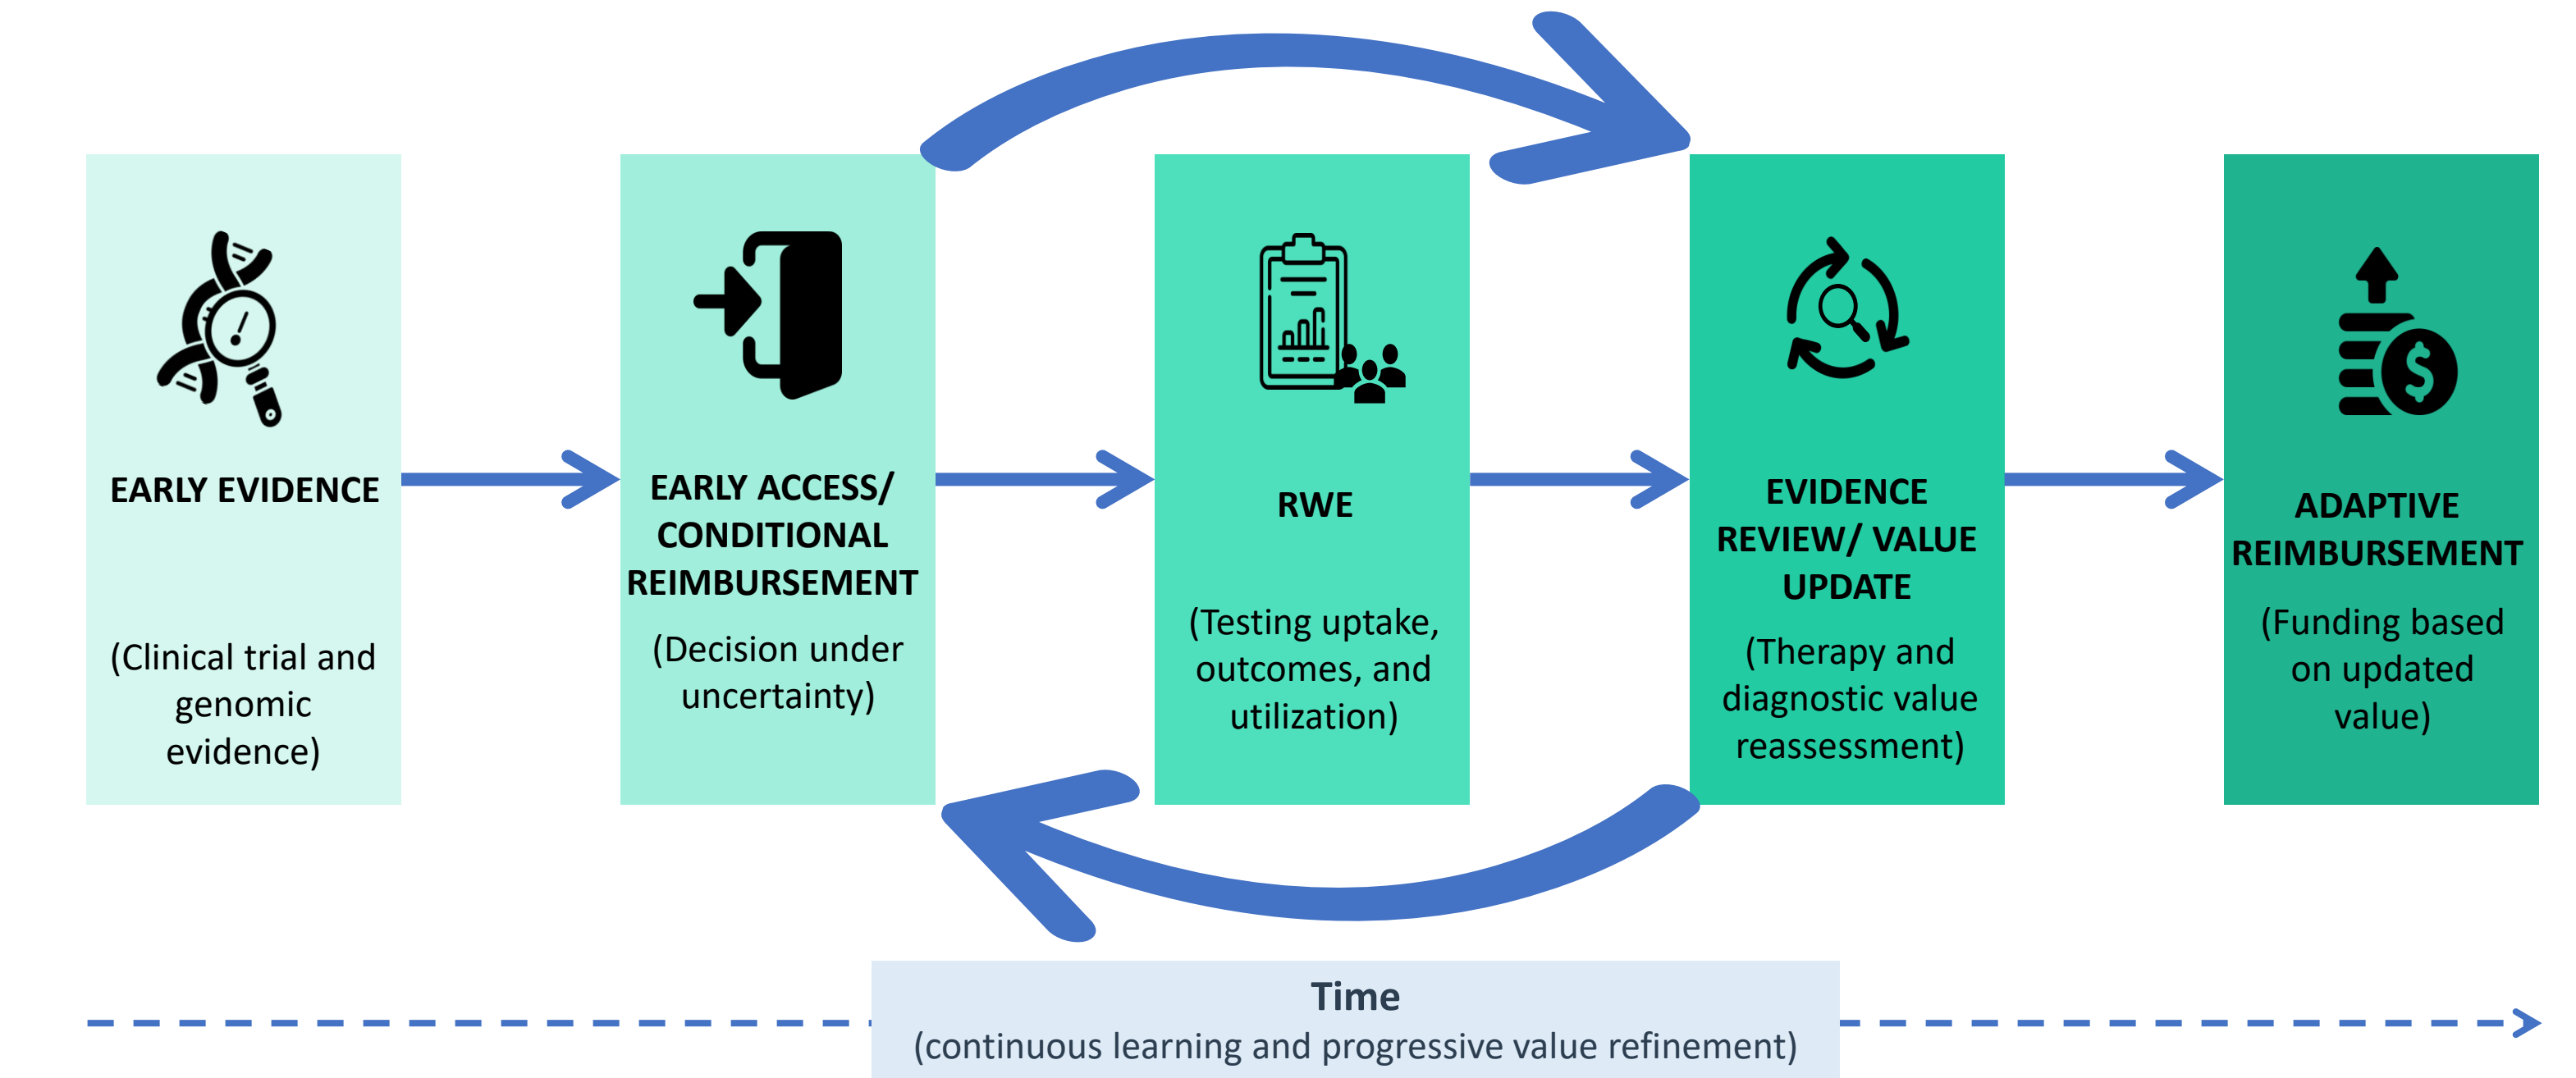 EARLY EVIDENCE
(Clinical trial and
genomic
evidence)
EARLY ACCESS/
CONDITIONAL
REIMBURSEMENT
(Decision under
uncertainty)
RWE
(Testing uptake,
outcomes, and
utilization)
EVIDENCE
REVIEW/ VALUE
UPDATE
(Therapy and
diagnostic value
reassessment)
$
ADAPTIVE
REIMBURSEMENT
(Funding based
on updated
value)
Time
(continuous learning and progressive value refinement)